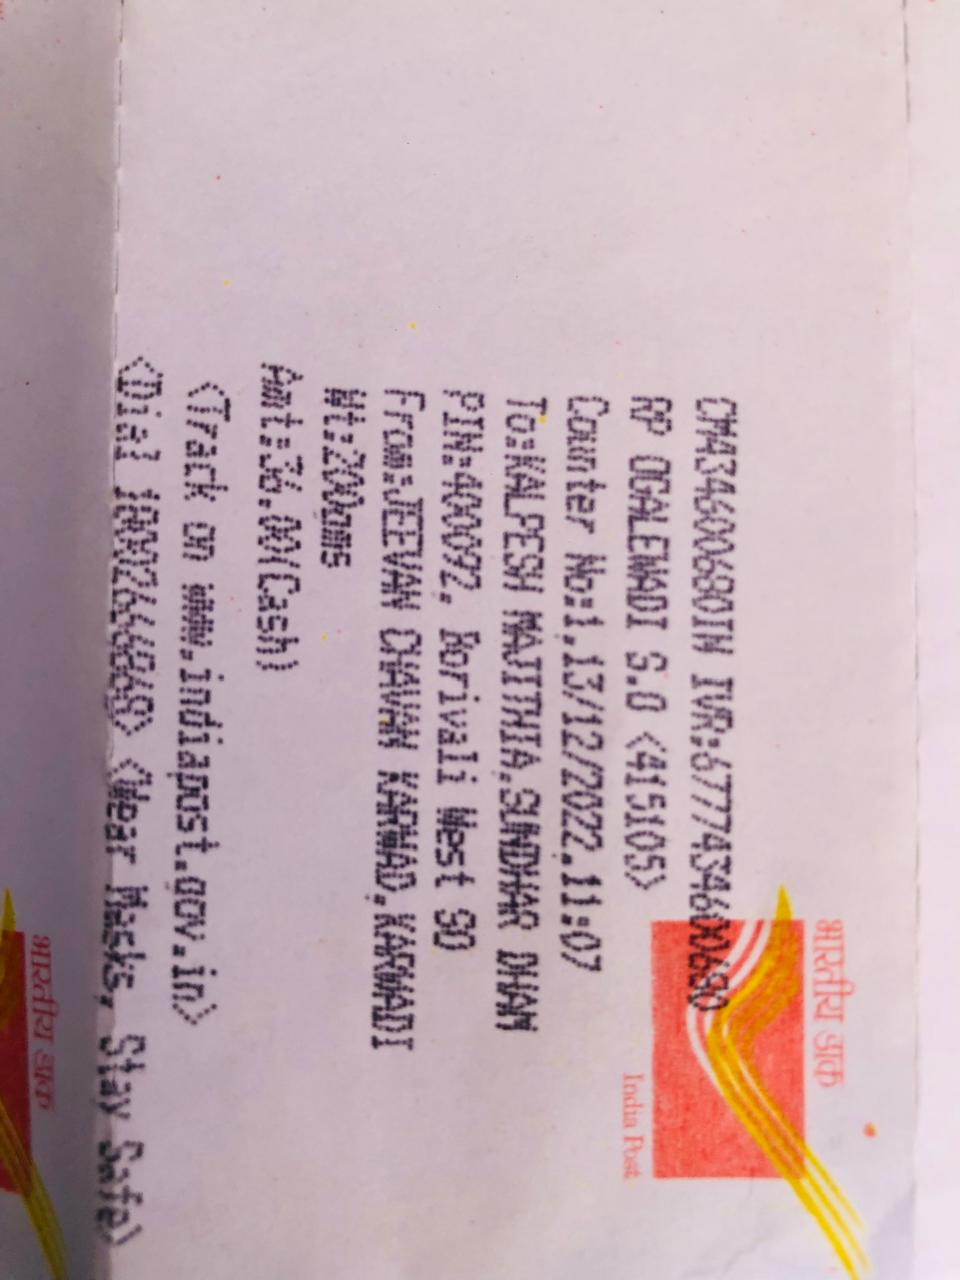 भारतीय डाक
India Post
CM434600680IN IVR:6777434600680
RP OGALEWADI S.O <415105>
Counter No:1,13/12/2022,11:07
To:KALPESH MAJITHIA,SUNDHAR DHAM
PIN:400092, Borivali West SO
From:JEEVAN CHAVAN KARWAD,KARWADI
Wt:200gms
Amt:36.00(Cash)
<Track on www.indiapost.gov.in>
<Dial 18002666868> <Wear Masks, Stay Safe>
भारतीय डाक